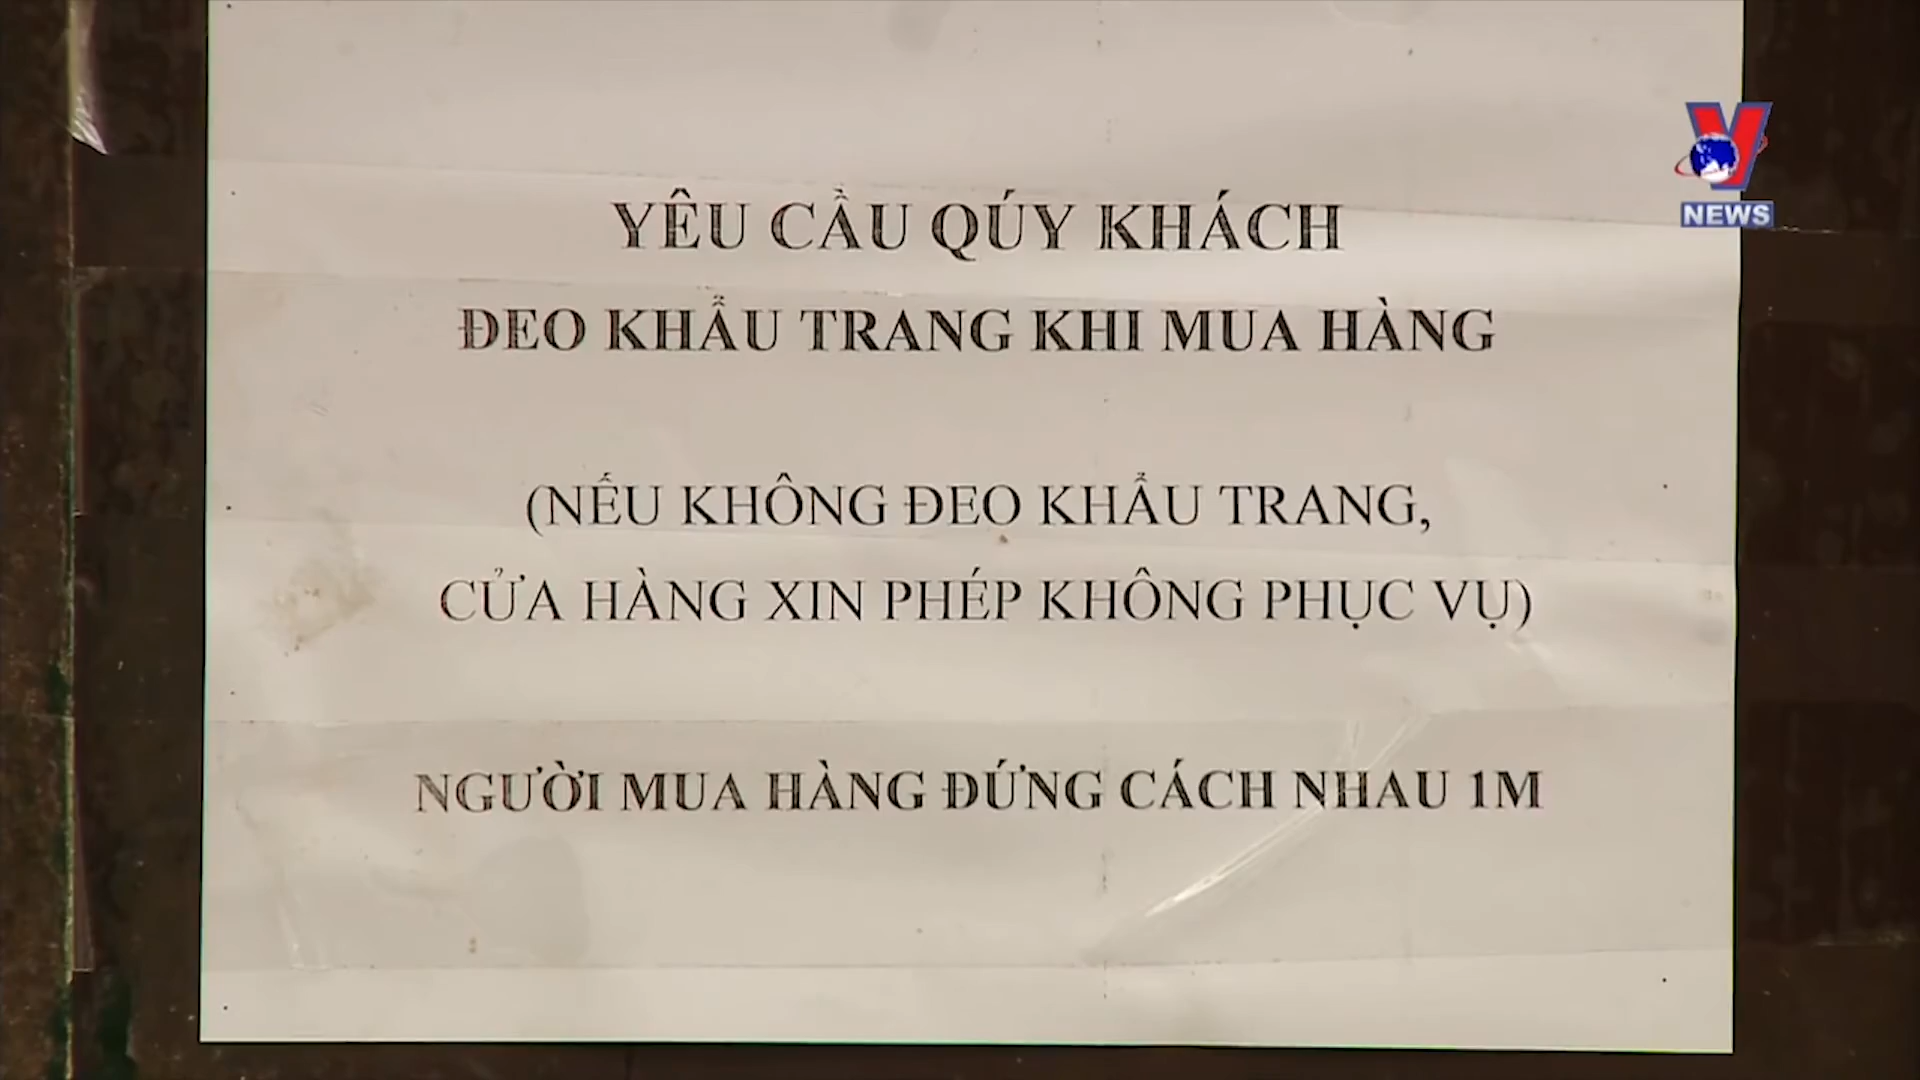 YÊU CẦU QÚY KHÁCH
ĐEO KHẨU TRANG KHI MUA HÀNG
(NẾU KHÔNG ĐEO KHẨU TRANG,
CỬA HÀNG XIN PHÉP KHÔNG PHỤC VỤ)
NGƯỜI MUA HÀNG ĐỨNG CÁCH NHAU 1M
V
NEWS